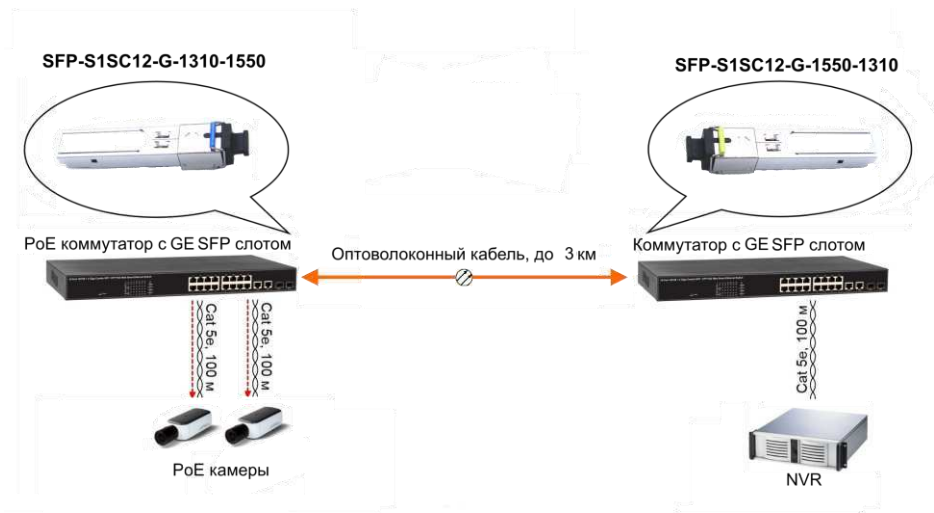 SFP-S1SC12-G-1310-1550
SFP-S1SC12-G-1550-1310
PoE коммутатор с GE SFP слотом
Оптоволоконный кабель, до 3 км
Коммутатор с GE SFP слотом
Cat 5e, 100 м
Cat 5e, 100 м
Cat 5e, 100 м
PoE камеры
NVR